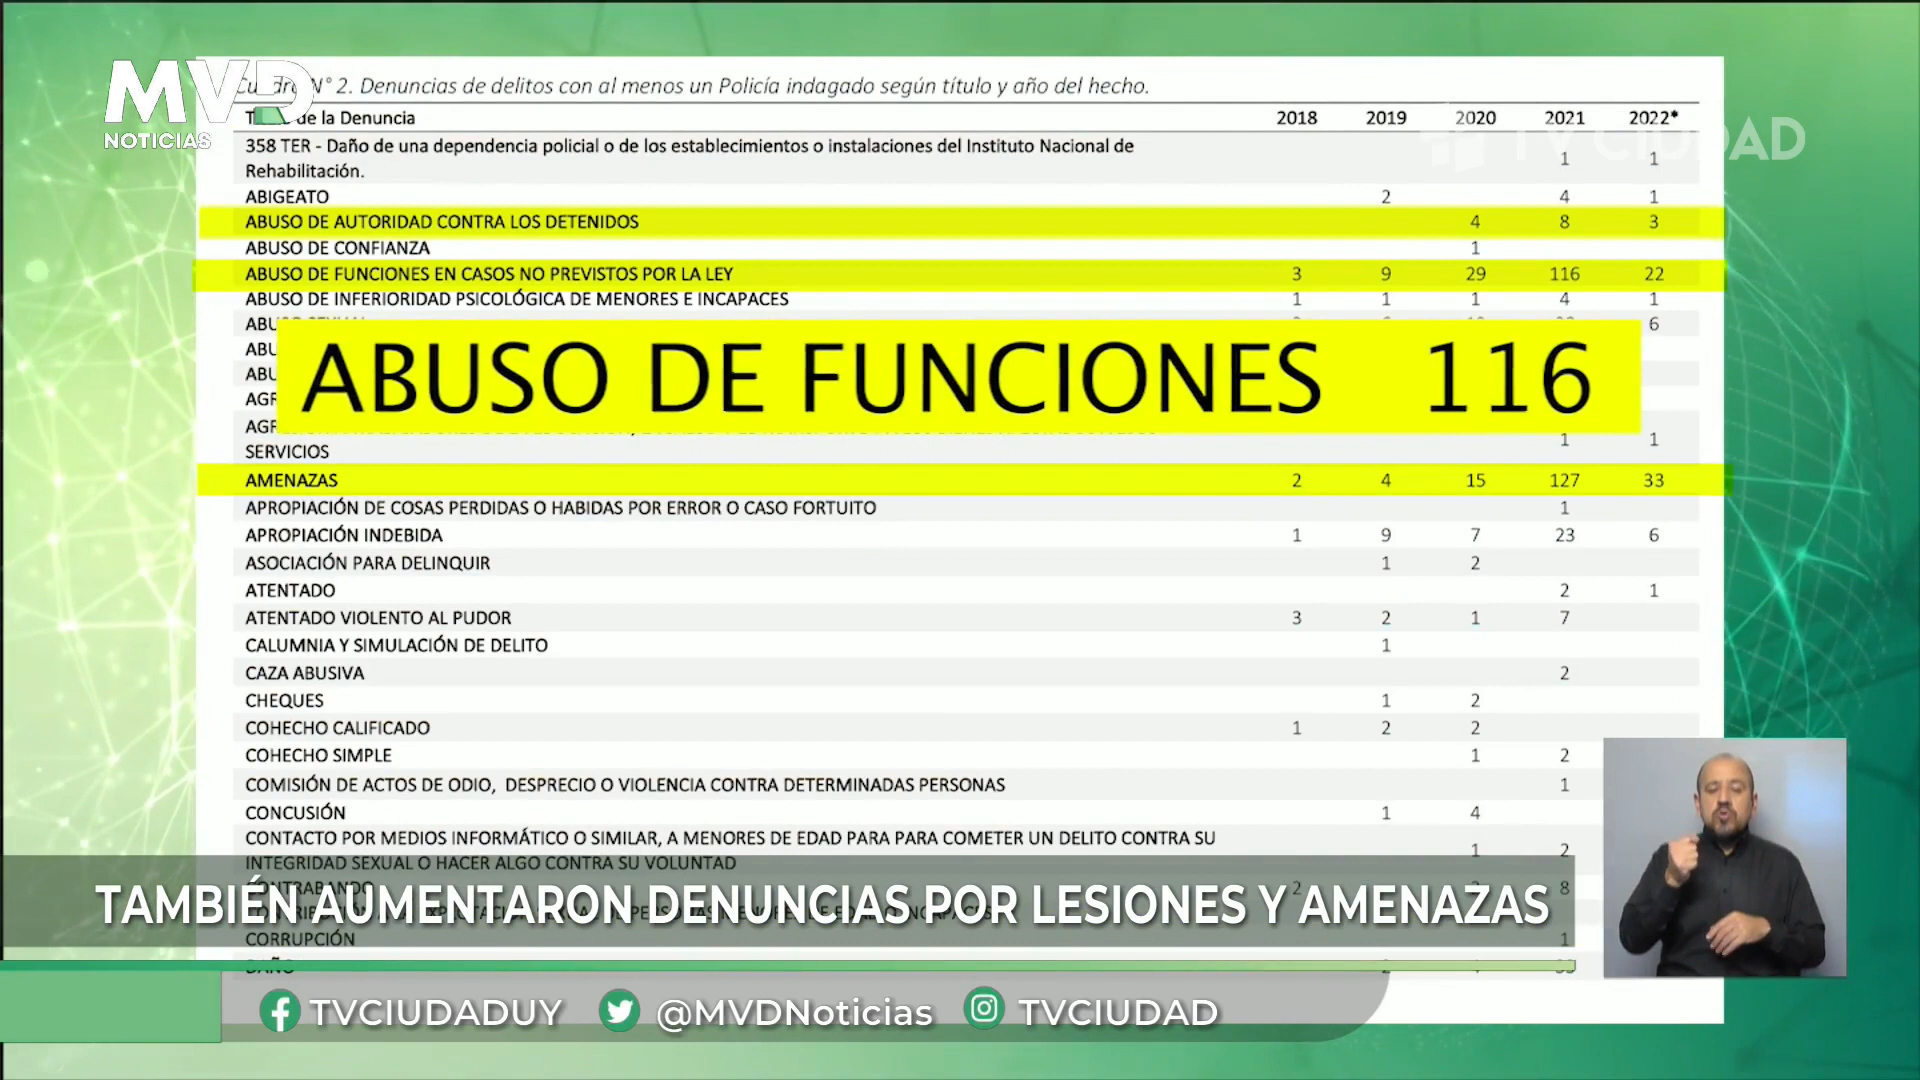 MVD
NOTICIAS
TV CIUDAD
N° 2. Denuncias de delitos con al menos un Policía indagado según título y año del hecho.
de la Denuncia 2018 2019 2020 2021 2022*
358 TER - Daño de una dependencia policial o de los establecimientos o instalaciones del Instituto Nacional de
Rehabilitación. 1 1
ABIGEATO 2 4 1
ABUSO DE AUTORIDAD CONTRA LOS DETENIDOS 4 8 3
ABUSO DE CONFIANZA 1
ABUSO DE FUNCIONES EN CASOS NO PREVISTOS POR LA LEY 3 9 29 116 22
ABUSO DE INFERIORIDAD PSICOLÓGICA DE MENORES E INCAPACES 1 1 1 4 1
6
ABUSO DE FUNCIONES 116
SERVICIOS 1 1
AMENAZAS 2 4 15 127 33
APROPIACIÓN DE COSAS PERDIDAS O HABIDAS POR ERROR O CASO FORTUITO 1
APROPIACIÓN INDEBIDA 1 9 7 23 6
ASOCIACIÓN PARA DELINQUIR 1 2
ATENTADO 2 1
ATENTADO VIOLENTO AL PUDOR 3 2 1 7
CALUMNIA Y SIMULACIÓN DE DELITO 1
CAZA ABUSIVA 2
CHEQUES 1 2
COHECHO CALIFICADO 1 2 2
COHECHO SIMPLE 1 2
COMISIÓN DE ACTOS DE ODIO, DESPRECIO O VIOLENCIA CONTRA DETERMINADAS PERSONAS 1
CONCUSIÓN 1 4
CONTACTO POR MEDIOS INFORMÁTICO O SIMILAR, A MENORES DE EDAD PARA PARA COMETER UN DELITO CONTRA SU
INTEGRIDAD SEXUAL O HACER ALGO CONTRA SU VOLUNTAD 1 2
CONTRABANDO 2 8
TAMBIÉN AUMENTARON DENUNCIAS POR LESIONES Y AMENAZAS
CORRUPCIÓN 1
DAÑO
TVCIUDADUY @MVDNoticias TVCIUDAD